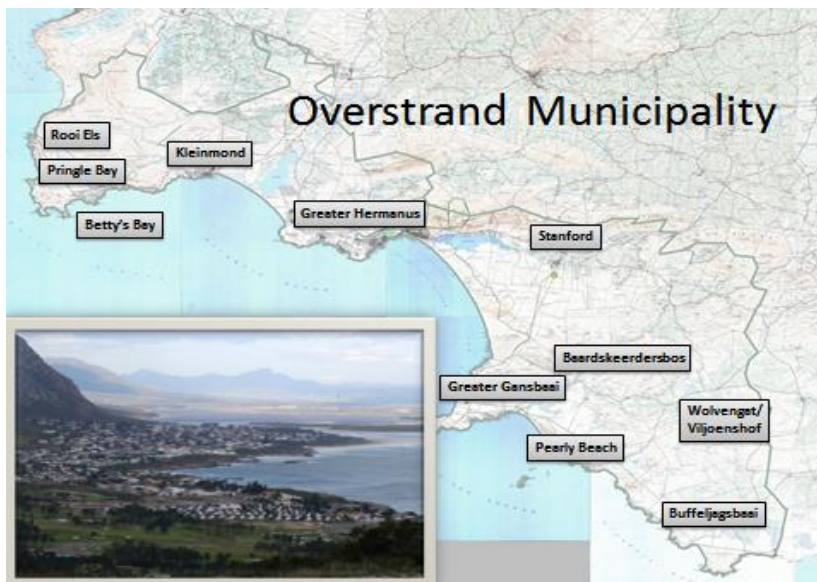 Overstrand Municipality
Rooi Els
Kleinmond
Pringle Bay
Betty's Bay
Greater Hermanus
Stanford
Baardskeerdersbos
Greater Gansbaai
Wolvengat/
Viljoenshof
Pearly Beach
Buffeljagsbaai